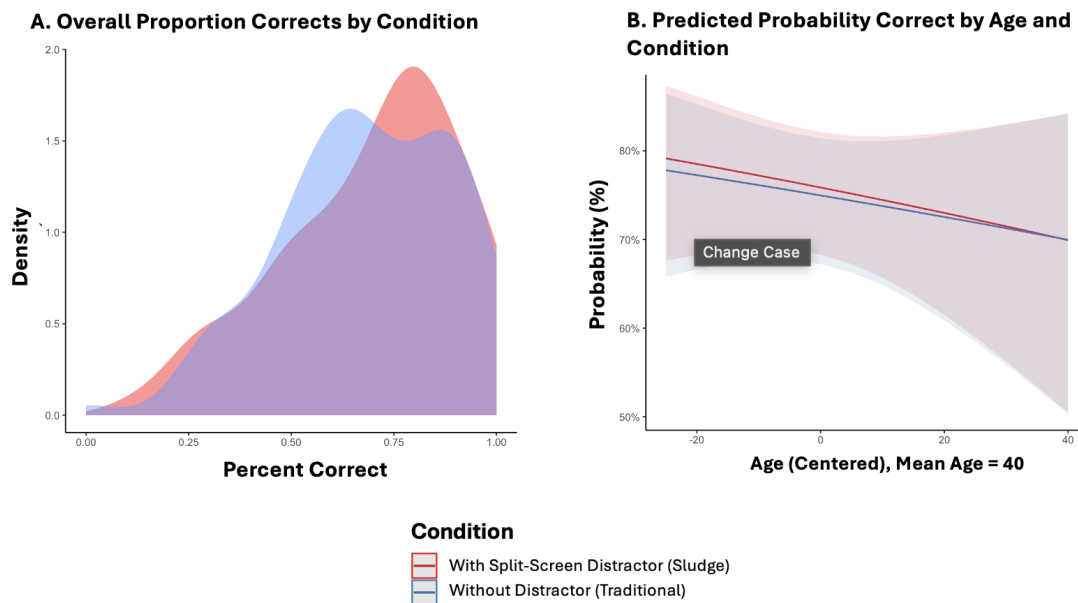 A. Overall Proportion Corrects by Condition
2.0
1.5
1.0
0.5
0.0
Density
0.00 0.25 0.50 0.75 1.00
Percent Correct
B. Predicted Probability Correct by Age and
Condition
80%
70%
60%
50%
Probability (%)
Change Case
-20 0 20 40
Age (Centered), Mean Age = 40
Condition
With Split-Screen Distractor (Sludge)
Without Distractor (Traditional)